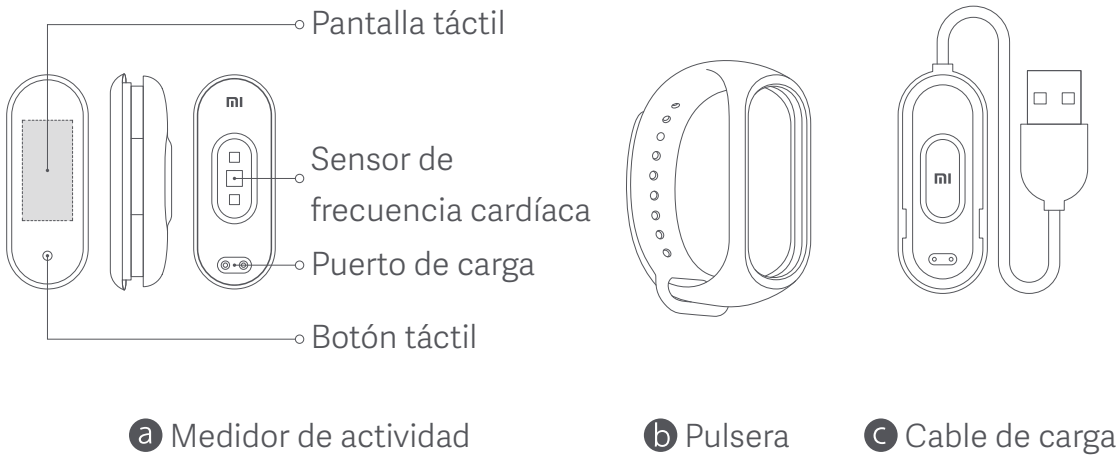 Pantalla táctil
mi
Sensor de
frecuencia cardíaca
Puerto de carga
Botón táctil
mi
a Medidor de actividad
b Pulsera
c Cable de carga